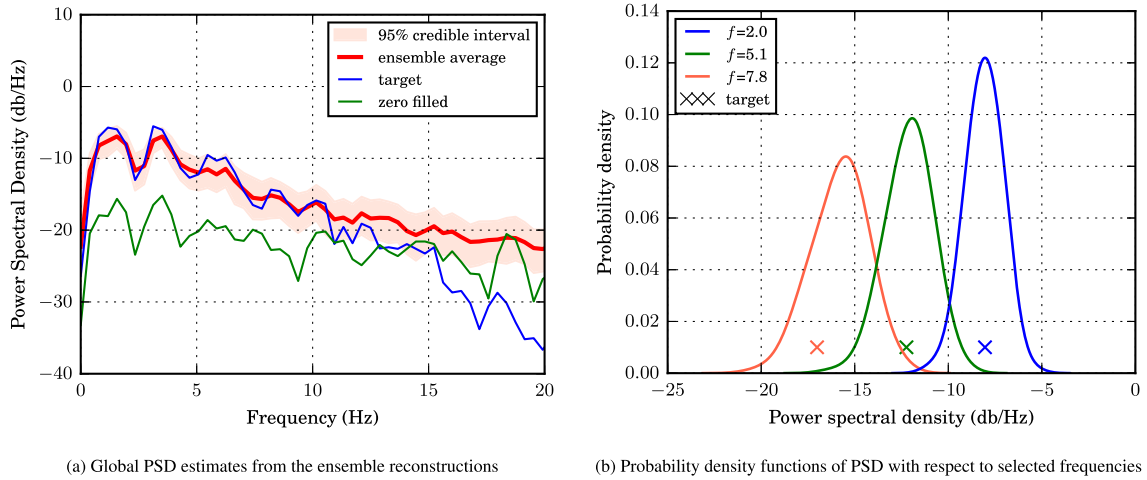 10
0
−10
−20
−30
−40
0
5
10
15
20
Power Spectral Density (db/Hz)
Frequency (Hz)
95% credible interval
ensemble average
target
zero filled
(a) Global PSD estimates from the ensemble reconstructions
0.14
0.12
0.10
0.08
0.06
0.04
0.02
0.00
−25
−20
−15
−10
−5
0
Probability density
Power spectral density (db/Hz)
f=2.0
f=5.1
f=7.8
target
(b) Probability density functions of PSD with respect to selected frequencies